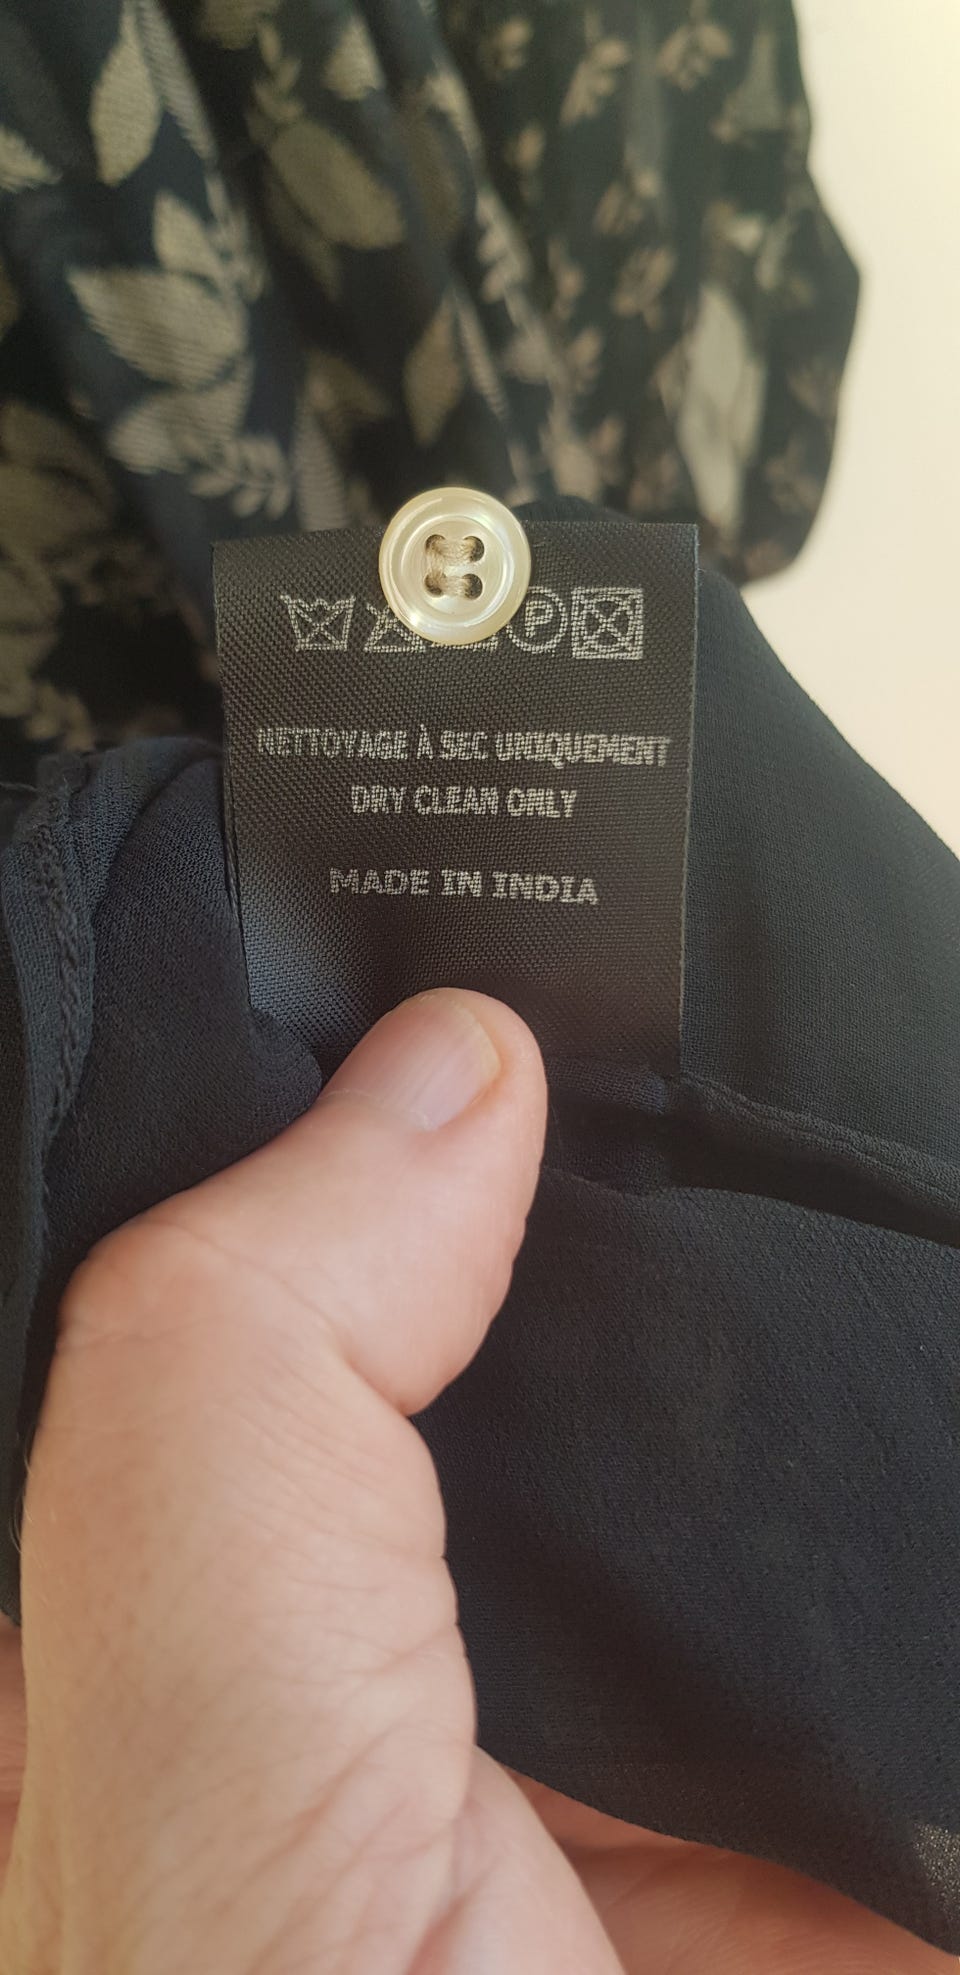 P
NETTOYAGE À SEC UNIQUEMENT
DRY CLEAN ONLY
MADE IN INDIA